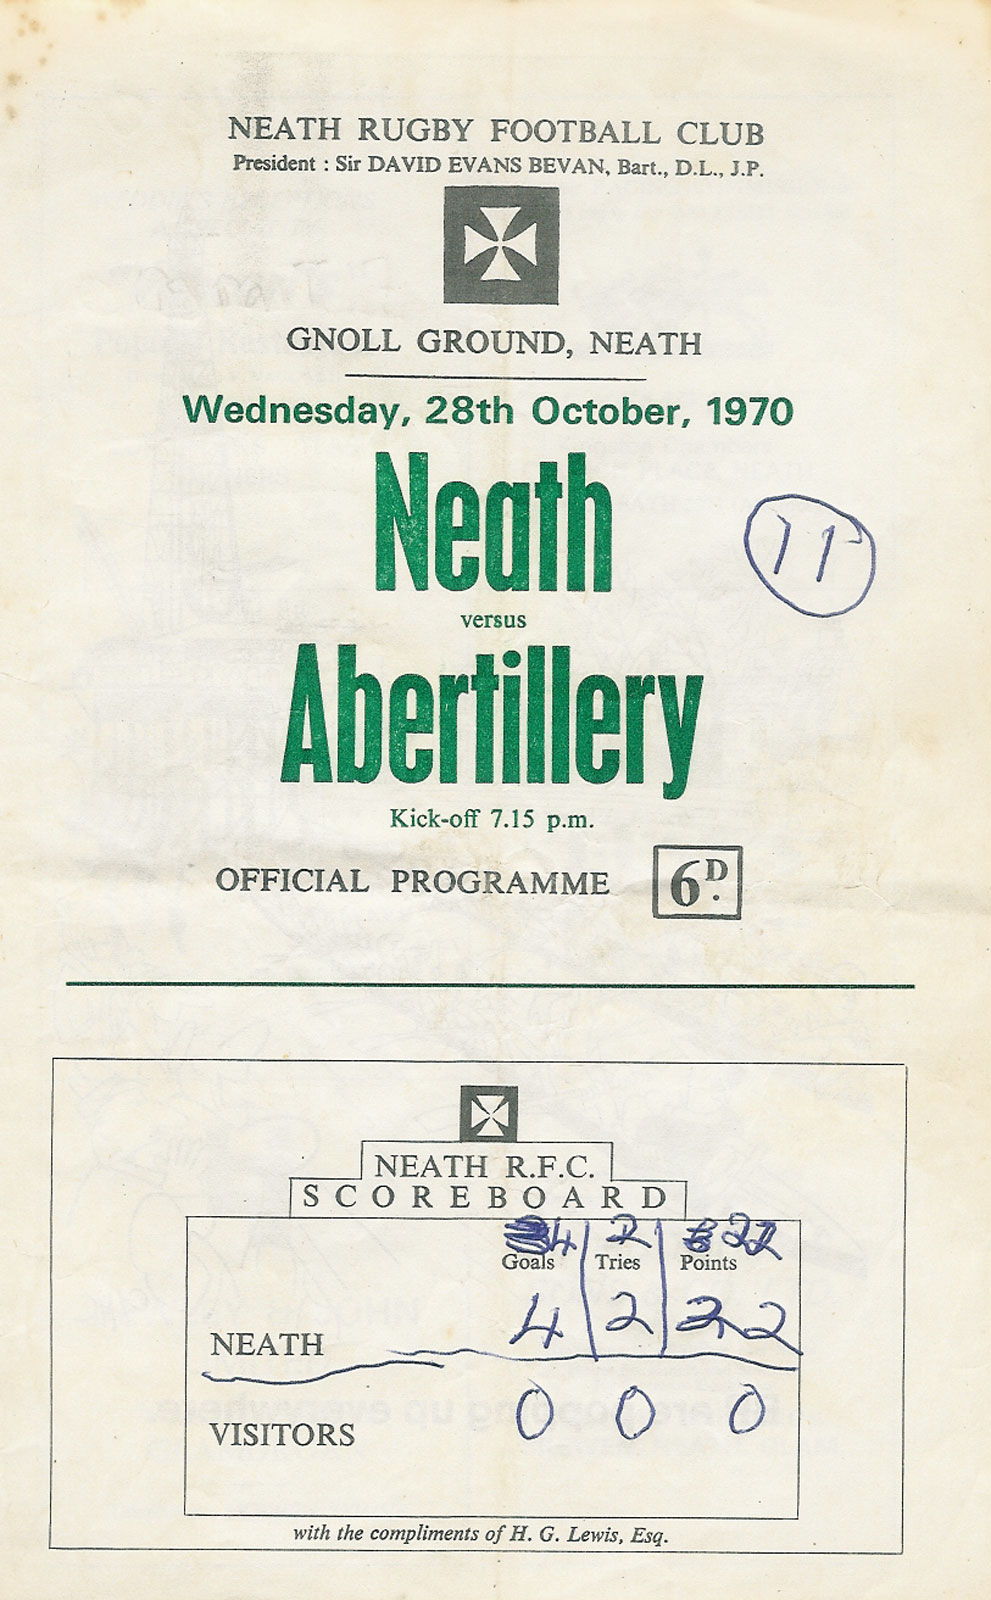 NEATH RUGBY FOOTBALL CLUB
President : Sir DAVID EVANS BEVAN, Bart., D.L., J.P.
GNOLL GROUND, NEATH
Wednesday, 28th October, 1970
Neath
11
versus
Abertillery
Kick-off 7.15 p.m.
OFFICIAL PROGRAMME 6D.
NEATH R.F.C.
SCOREBOARD
4 2 22
Goals Tries Points
NEATH 4 2 22
VISITORS 0 0 0
with the compliments of H. G. Lewis, Esq.